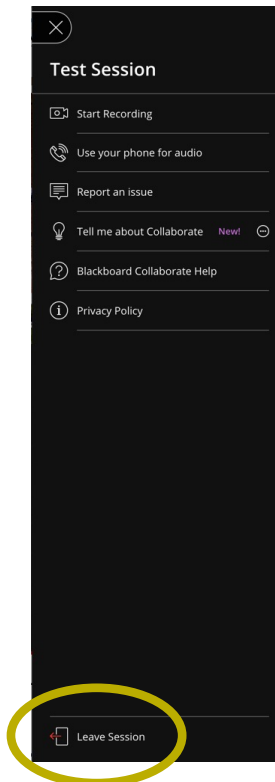 Test Session
Start Recording
Use your phone for audio
Report an issue
Tell me about Collaborate New!
Blackboard Collaborate Help
Privacy Policy
Leave Session